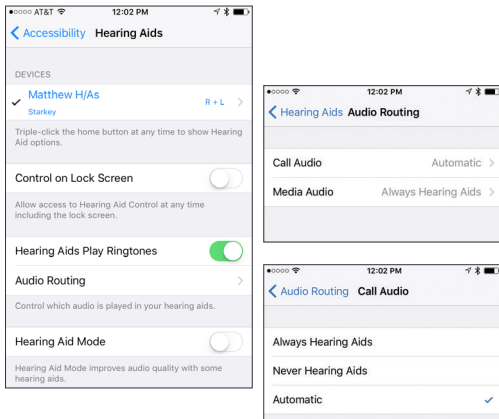 AT&T 12:02 PM
Accessibility Hearing Aids
DEVICES
Matthew H/As
Starkey
R + L
Triple-click the home button at any time to show Hearing
Aid options.
Control on Lock Screen
Allow access to Hearing Aid Control at any time
including the lock screen.
Hearing Aids Play Ringtones
Audio Routing
Control which audio is played in your hearing aids.
Hearing Aid Mode
Hearing Aid Mode improves audio quality with some
hearing aids.
12:02 PM
Hearing Aids Audio Routing
Call Audio Automatic
Media Audio Always Hearing Aids
12:02 PM
Audio Routing Call Audio
Always Hearing Aids
Never Hearing Aids
Automatic